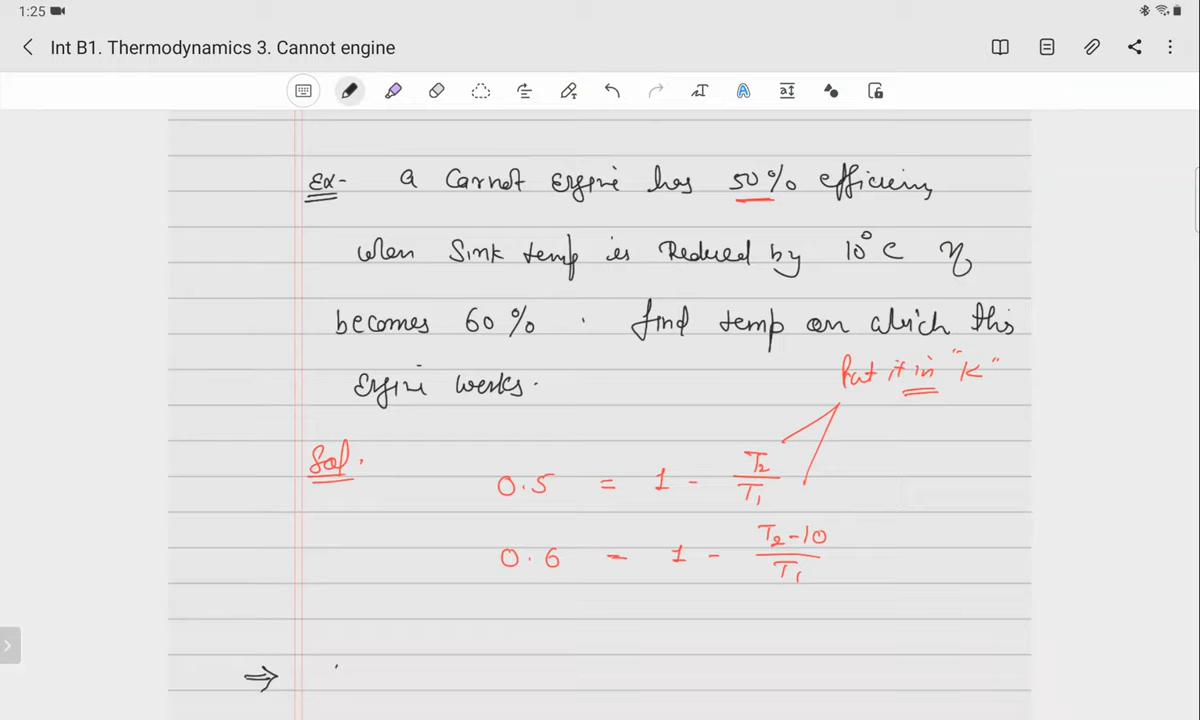 1:25
Int B1. Thermodynamics 3. Cannot engine
Ex- a Carnot Engine has 50% efficiency
when Sink temp is Reduced by 10°C η
becomes 60%. find temp on which this
Engine works.
Put it in "K"
Sol.
0.5 = 1 - T₂/T₁
0.6 = 1 - T₂-10/T₁
⇒